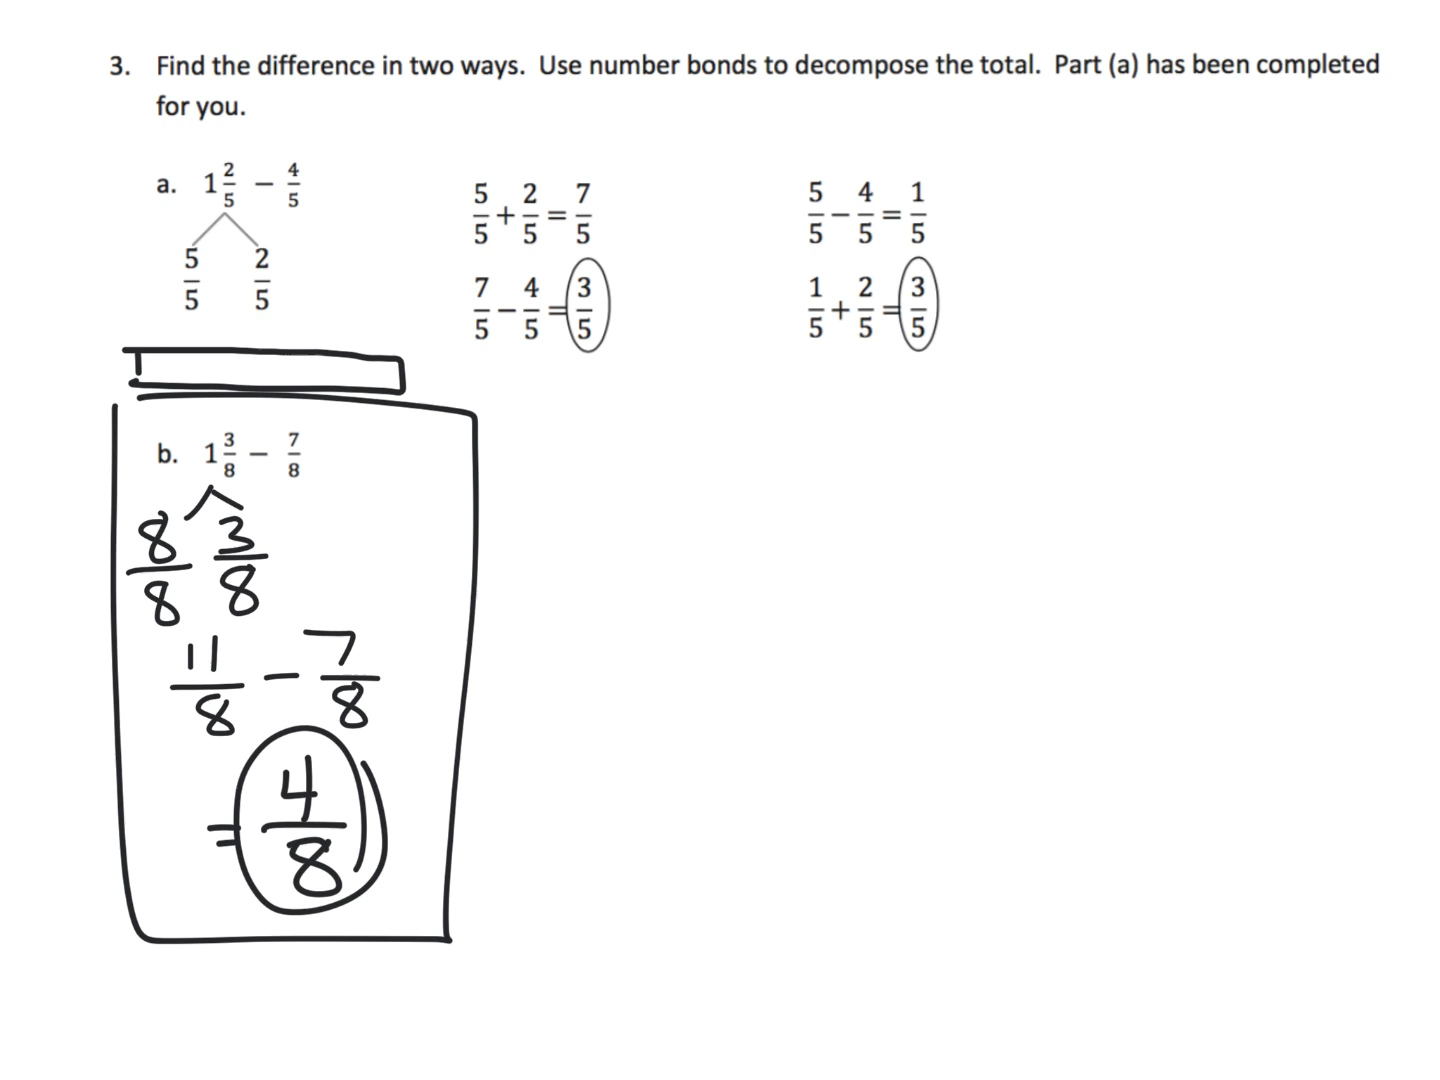 3. Find the difference in two ways. Use number bonds to decompose the total. Part (a) has been completed
for you.
a. 1 2/5 − 4/5
5/5 2/5
5/5 + 2/5 = 7/5
7/5 − 4/5 = 3/5
5/5 − 4/5 = 1/5
1/5 + 2/5 = 3/5
b. 1 3/8 − 7/8
8/8 3/8
11/8 − 7/8
= 4/8